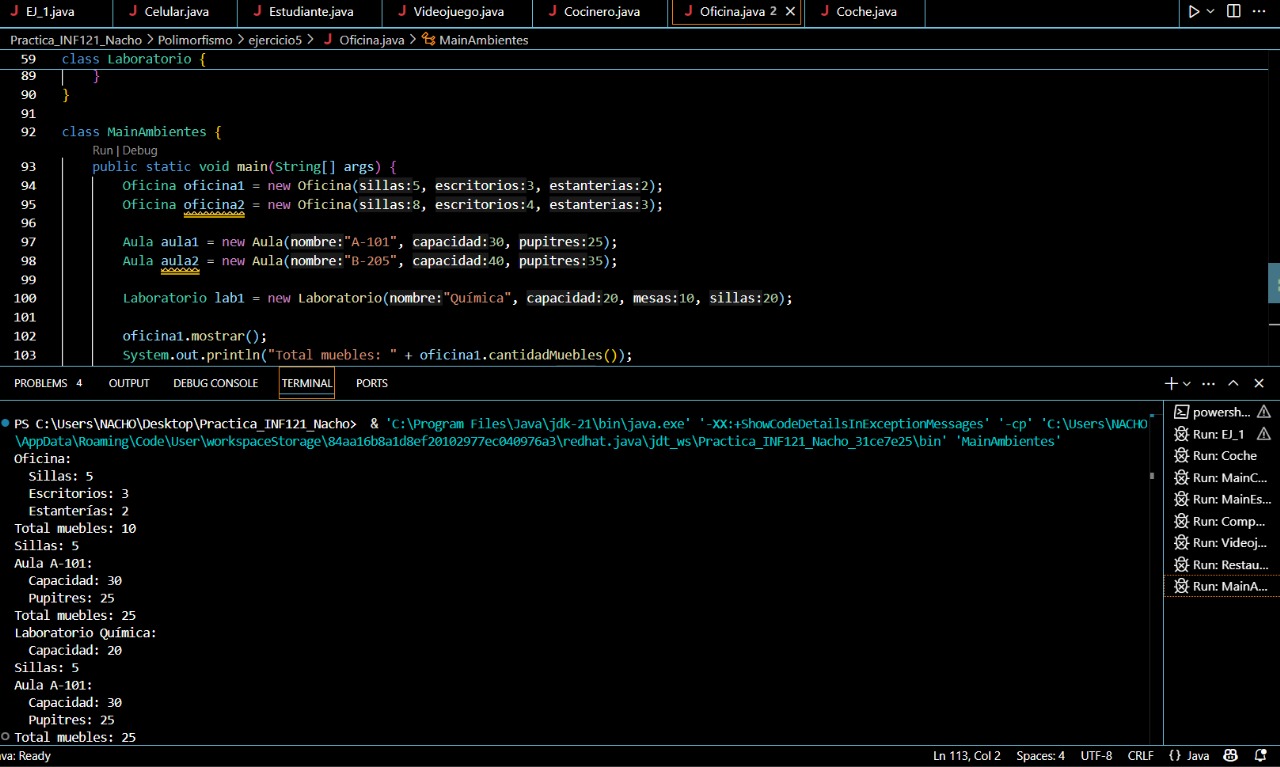 EJ_1.java Celular.java Estudiante.java Videojuego.java Cocinero.java Oficina.java 2 Coche.java
Practica_INF121_Nacho > Polimorfismo > ejercicio5 > Oficina.java > MainAmbientes
59 class Laboratorio {
89 }
90 }
91
92 class MainAmbientes {
Run | Debug
93 public static void main(String[] args) {
94 Oficina oficina1 = new Oficina(sillas:5, escritorios:3, estanterias:2);
95 Oficina oficina2 = new Oficina(sillas:8, escritorios:4, estanterias:3);
96
97 Aula aula1 = new Aula(nombre:"A-101", capacidad:30, pupitres:25);
98 Aula aula2 = new Aula(nombre:"B-205", capacidad:40, pupitres:35);
99
100 Laboratorio lab1 = new Laboratorio(nombre:"Química", capacidad:20, mesas:10, sillas:20);
101
102 oficina1.mostrar();
103 System.out.println("Total muebles: " + oficina1.cantidadMuebles());
PROBLEMS 4 OUTPUT DEBUG CONSOLE TERMINAL PORTS
PS C:\Users\NACHO\Desktop\Practica_INF121_Nacho> & 'C:\Program Files\Java\jdk-21\bin\java.exe' '-XX:+ShowCodeDetailsInExceptionMessages' '-cp' 'C:\Users\NACHO
\AppData\Roaming\Code\User\workspaceStorage\84aa16b8a1d8ef20102977ec040976a3\redhat.java\jdt_ws\Practica_INF121_Nacho_31ce7e25\bin' 'MainAmbientes'
Oficina:
Sillas: 5
Escritorios: 3
Estanterías: 2
Total muebles: 10
Sillas: 5
Aula A-101:
Capacidad: 30
Pupitres: 25
Total muebles: 25
Laboratorio Química:
Capacidad: 20
Sillas: 5
Aula A-101:
Capacidad: 30
Pupitres: 25
Total muebles: 25
powersh...
Run: EJ_1
Run: Coche
Run: MainC...
Run: MainEs...
Run: Comp...
Run: Videoj...
Run: Restau...
Run: MainA...
va: Ready Ln 113, Col 2 Spaces: 4 UTF-8 CRLF {} Java